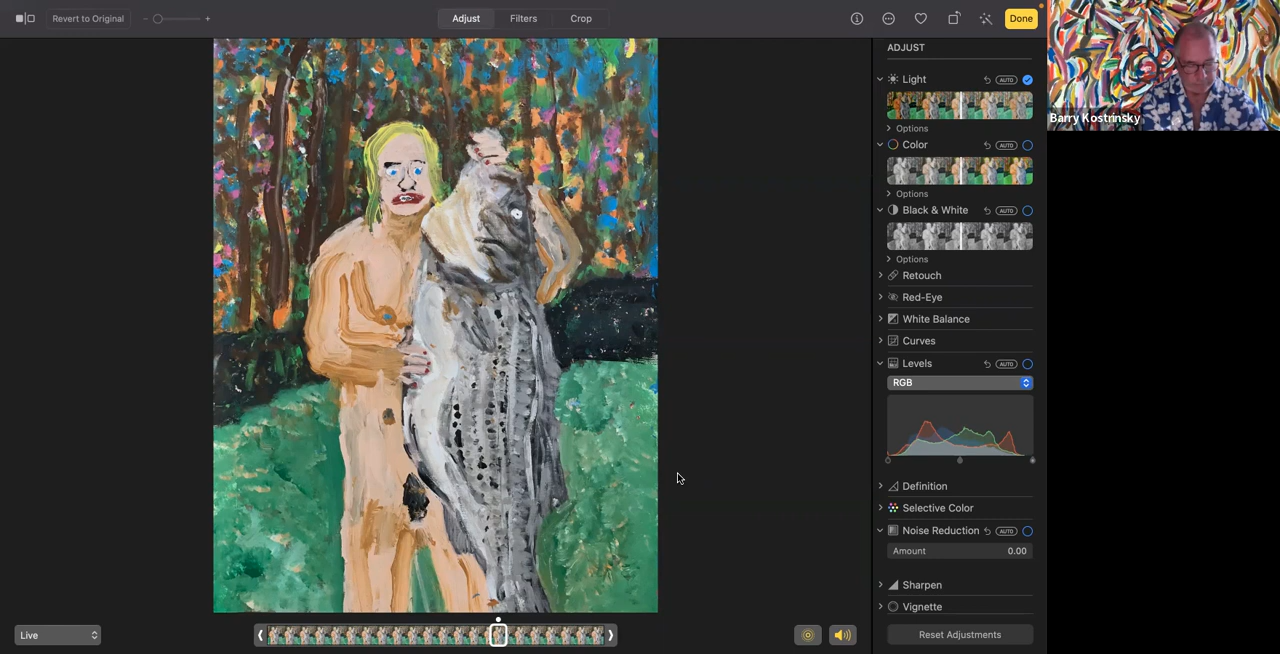 Revert to Original
Adjust
Filters
Crop
Done
ADJUST
Light
AUTO
Options
Color
AUTO
Options
Black & White
AUTO
Options
Retouch
Red-Eye
White Balance
Curves
Levels
AUTO
RGB
Definition
Selective Color
Noise Reduction
AUTO
Amount 0.00
Sharpen
Vignette
Reset Adjustments
Live
Barry Kostrinsky